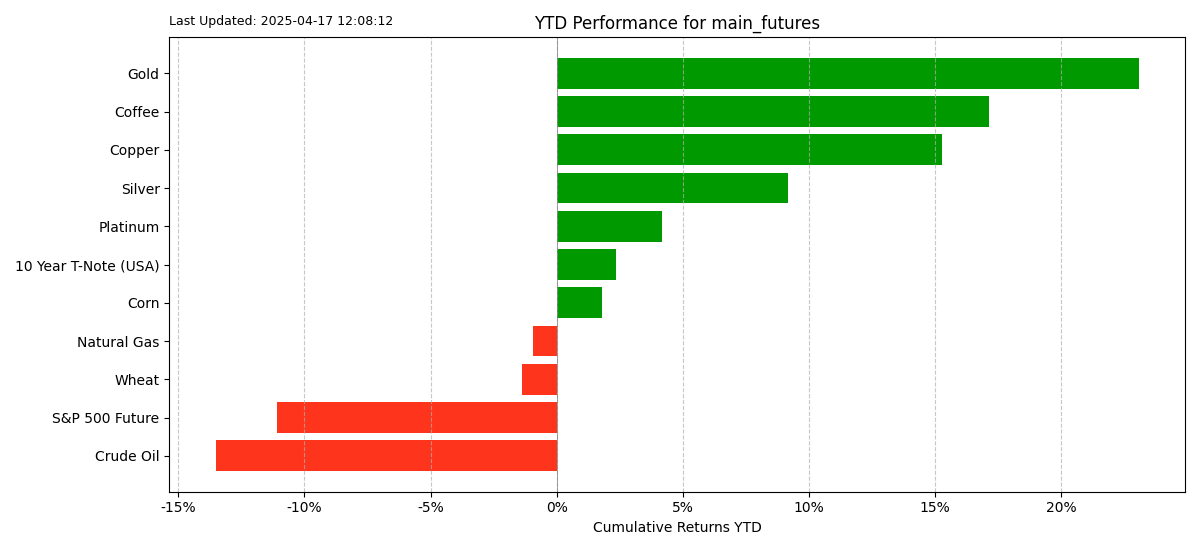 Last Updated: 2025-04-17 12:08:12
YTD Performance for main_futures
Gold
Coffee
Copper
Silver
Platinum
10 Year T-Note (USA)
Corn
Natural Gas
Wheat
S&P 500 Future
Crude Oil
-15% -10% -5% 0% 5% 10% 15% 20%
Cumulative Returns YTD